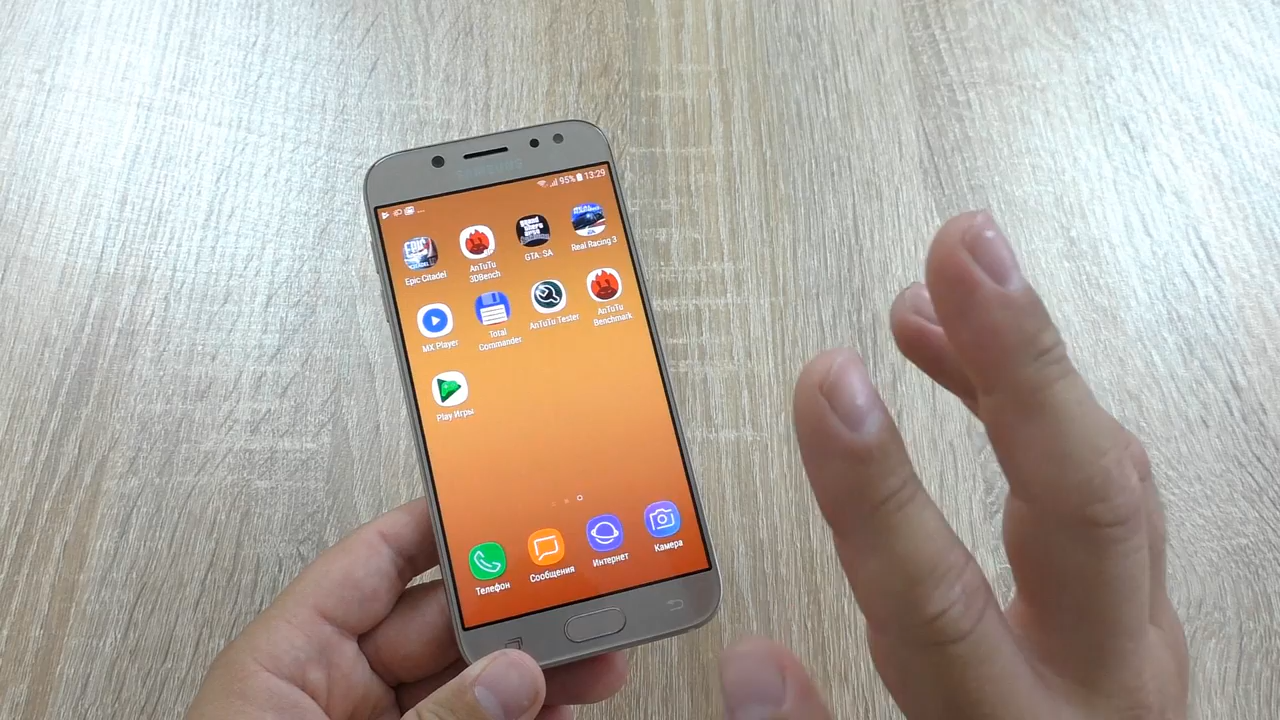 SAMSUNG
95% 13:29
Epic Citadel
AnTuTu
3DBench
GTA: SA
Real Racing 3
MX Player
Total
Commander
AnTuTu Tester
AnTuTu
Benchmark
Play Игры
Телефон
Сообщения
Интернет
Камера